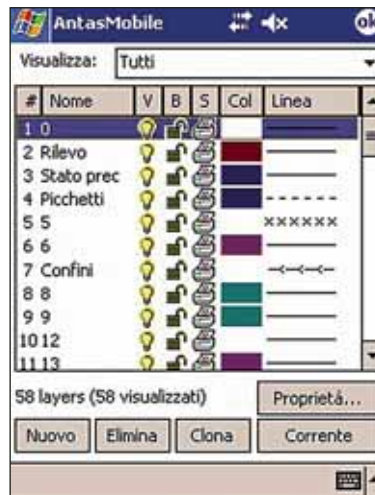 AntasMobile ok
Visualizza: Tutti
# Nome V B S Col Linea
1 0
2 Rilevo
3 Stato prec
4 Picchetti
5 5
6 6
7 Confini
8 8
9 9
10 12
11 13
58 layers (58 visualizzati) Proprietá...
Nuovo Elimina Clona Corrente